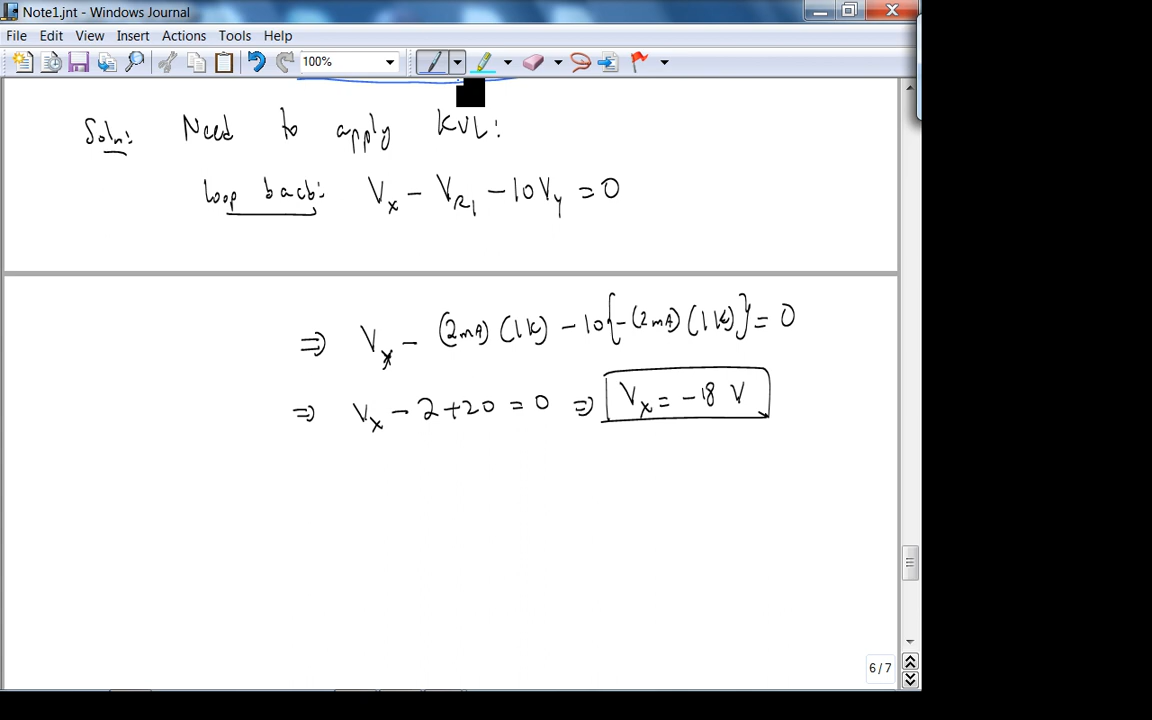 Note1.jnt - Windows Journal
File Edit View Insert Actions Tools Help
100%
Soln: Need to apply KVL:
loop bacb: Vx - VR1 - 10Vy = 0
⇒ Vx - (2mA)(1K) - 10{-(2mA)(1K)} = 0
⇒ Vx - 2 + 20 = 0 ⇒ Vx = -18 V
6 / 7